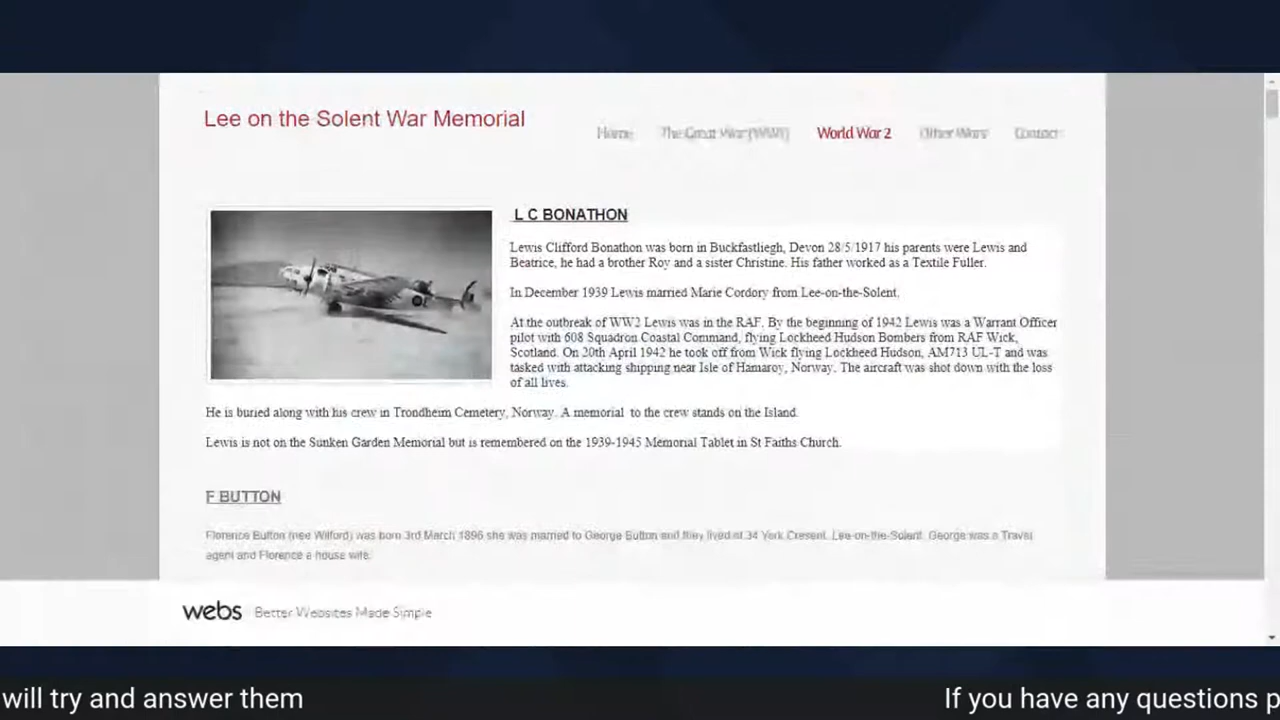 Lee on the Solent War Memorial
Home The Great War (WW1) World War 2 Other Wars Contact
L C BONATHON
Lewis Clifford Bonathon was born in Buckfastliegh, Devon 28/5/1917 his parents were Lewis and
Beatrice, he had a brother Roy and a sister Christine. His father worked as a Textile Fuller.
In December 1939 Lewis married Marie Cordory from Lee-on-the-Solent.
At the outbreak of WW2 Lewis was in the RAF. By the beginning of 1942 Lewis was a Warrant Officer
pilot with 608 Squadron Coastal Command, flying Lockheed Hudson Bombers from RAF Wick,
Scotland. On 20th April 1942 he took off from Wick flying Lockheed Hudson, AM713 UL-T and was
tasked with attacking shipping near Isle of Hamaroy, Norway. The aircraft was shot down with the loss
of all lives.
He is buried along with his crew in Trondheim Cemetery, Norway. A memorial to the crew stands on the Island.
Lewis is not on the Sunken Garden Memorial but is remembered on the 1939-1945 Memorial Tablet in St Faiths Church.
F BUTTON
Florence Button (nee Wilford) was born 3rd March 1896 she was married to George Button and they lived at 34 York Cresent, Lee-on-the-Solent. George was a Travel
agent and Florence a house wife.
webs Better Websites Made Simple
will try and answer them If you have any questions p